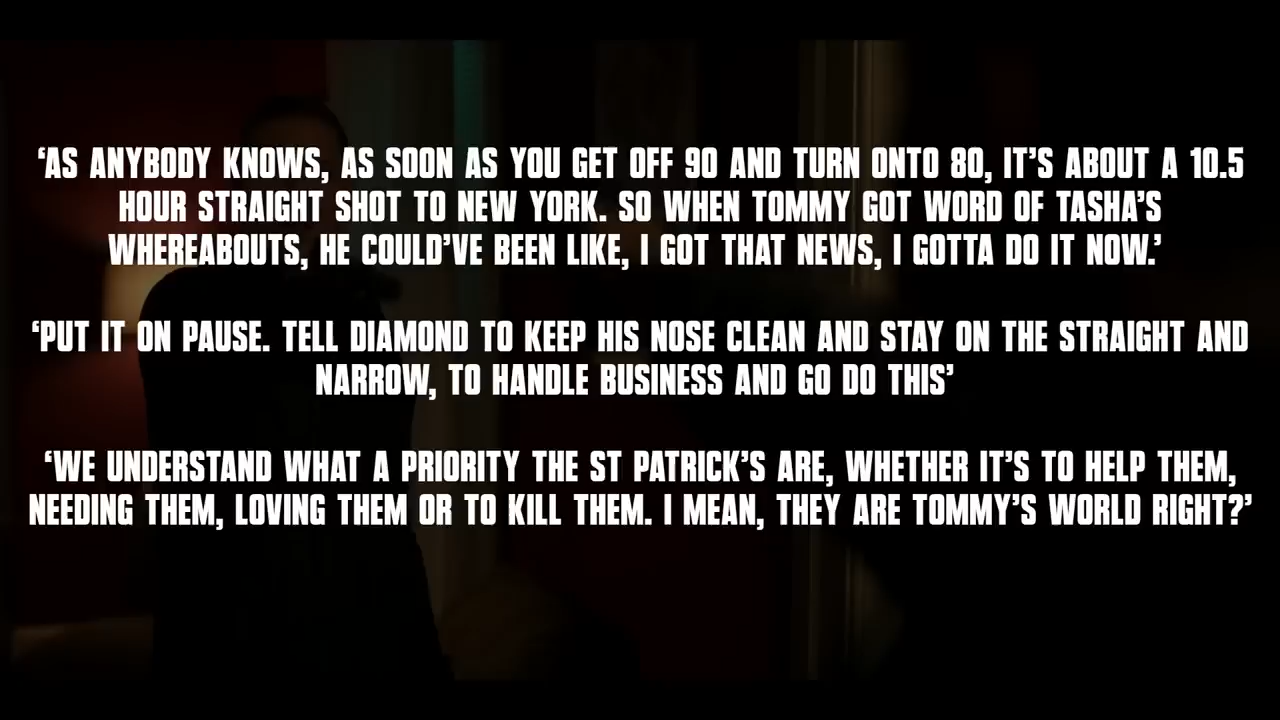 ‘AS ANYBODY KNOWS, AS SOON AS YOU GET OFF 90 AND TURN ONTO 80, IT’S ABOUT A 10.5
HOUR STRAIGHT SHOT TO NEW YORK. SO WHEN TOMMY GOT WORD OF TASHA’S
WHEREABOUTS, HE COULD’VE BEEN LIKE, I GOT THAT NEWS, I GOTTA DO IT NOW.’
‘PUT IT ON PAUSE. TELL DIAMOND TO KEEP HIS NOSE CLEAN AND STAY ON THE STRAIGHT AND
NARROW, TO HANDLE BUSINESS AND GO DO THIS’
‘WE UNDERSTAND WHAT A PRIORITY THE ST PATRICK’S ARE, WHETHER IT’S TO HELP THEM,
NEEDING THEM, LOVING THEM OR TO KILL THEM. I MEAN, THEY ARE TOMMY’S WORLD RIGHT?’